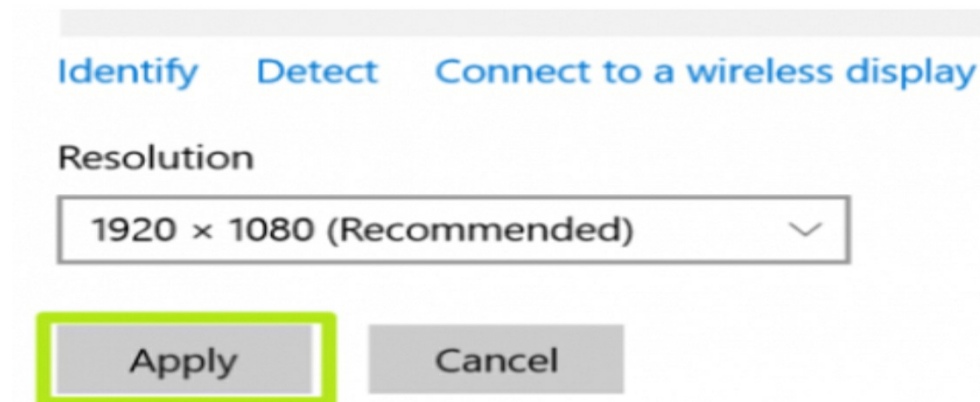 Identify Detect Connect to a wireless display
Resolution
1920 × 1080 (Recommended)
Apply Cancel